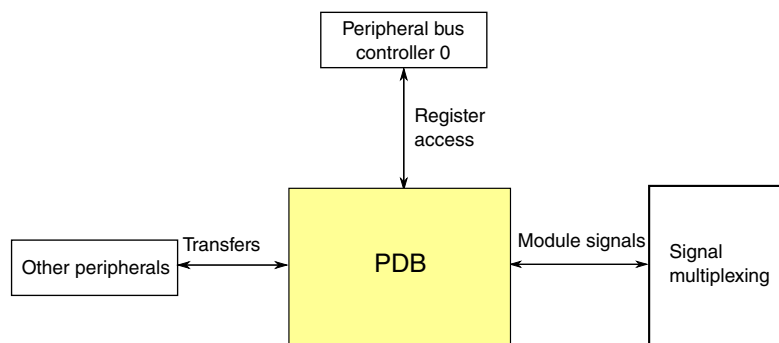 Peripheral bus
controller 0
Register
access
Transfers
Other peripherals
PDB
Module signals
Signal
multiplexing